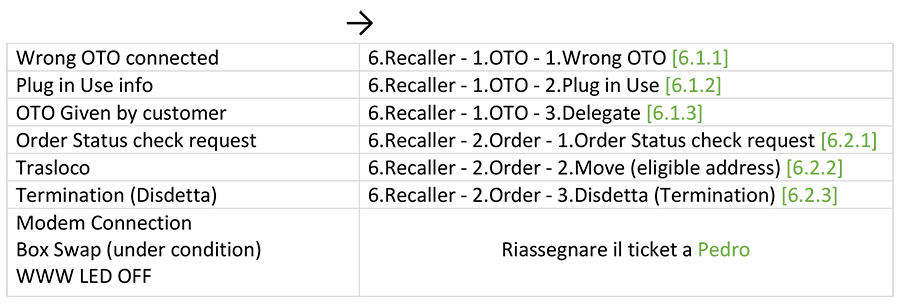 →
Wrong OTO connected 6.Recaller - 1.OTO - 1.Wrong OTO [6.1.1]
Plug in Use info 6.Recaller - 1.OTO - 2.Plug in Use [6.1.2]
OTO Given by customer 6.Recaller - 1.OTO - 3.Delegate [6.1.3]
Order Status check request 6.Recaller - 2.Order - 1.Order Status check request [6.2.1]
Trasloco 6.Recaller - 2.Order - 2.Move (eligible address) [6.2.2]
Termination (Disdetta) 6.Recaller - 2.Order - 3.Disdetta (Termination) [6.2.3]
Modem Connection
Box Swap (under condition) Riassegnare il ticket a Pedro
WWW LED OFF